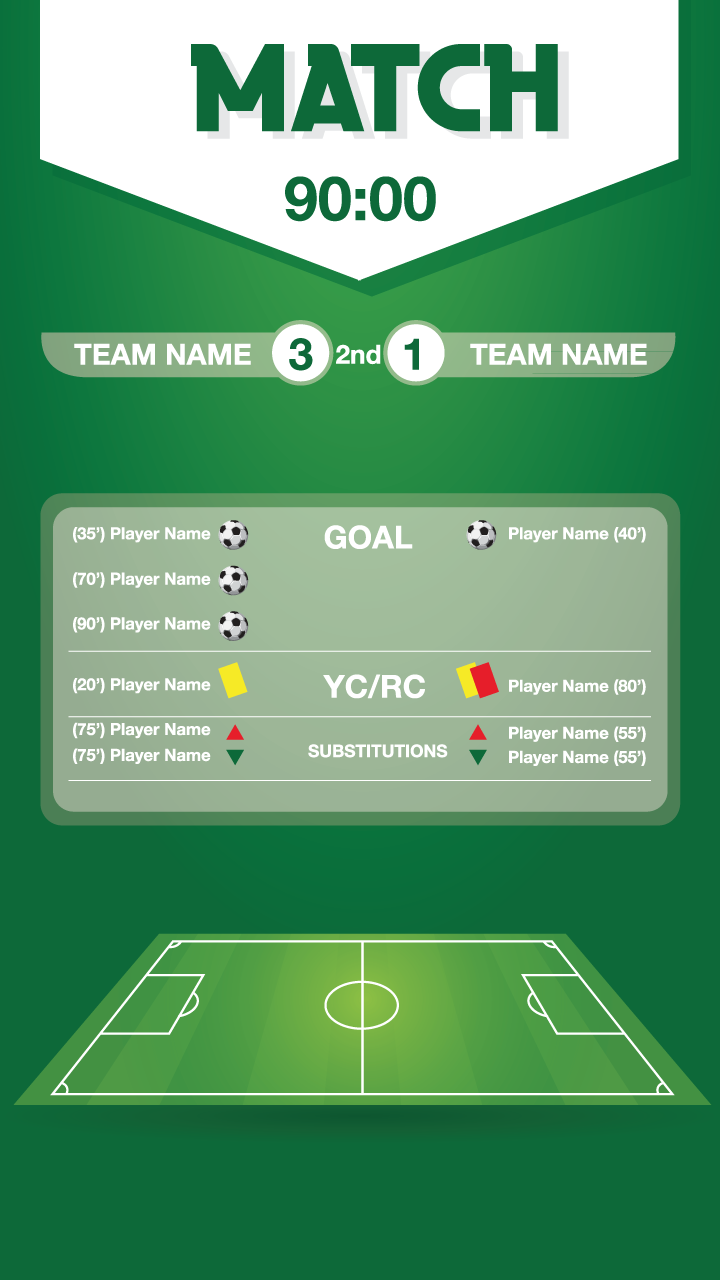 MATCH
90:00
TEAM NAME 3 2nd 1 TEAM NAME
(35’) Player Name GOAL Player Name (40’)
(70’) Player Name
(90’) Player Name
(20’) Player Name YC/RC Player Name (80’)
(75’) Player Name Player Name (55’)
SUBSTITUTIONS
(75’) Player Name Player Name (55’)